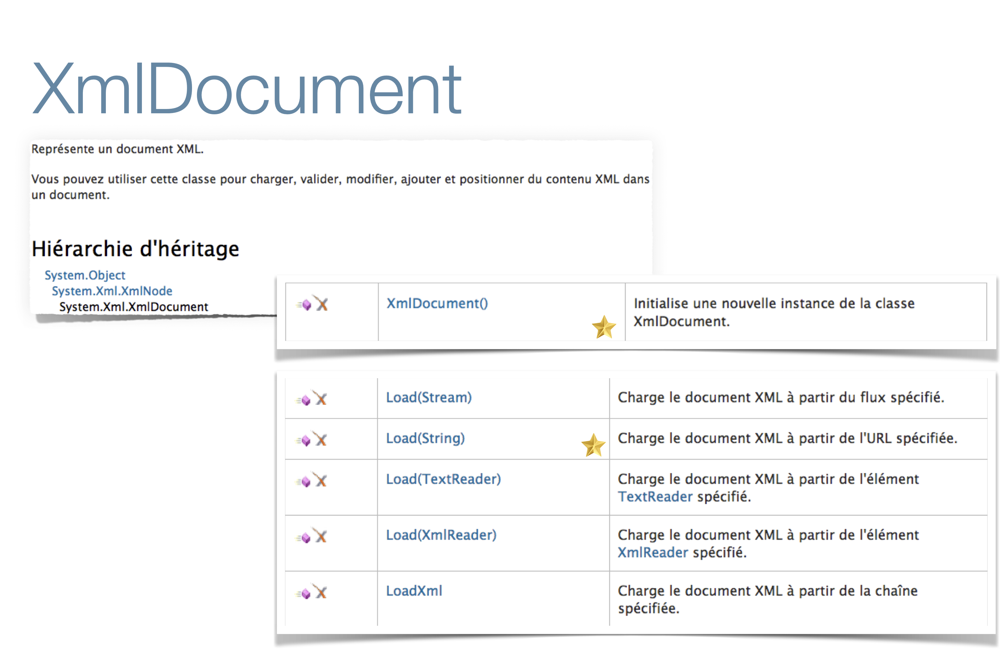 XmlDocument
Représente un document XML.
Vous pouvez utiliser cette classe pour charger, valider, modifier, ajouter et positionner du contenu XML dans
un document.
Hiérarchie d'héritage
System.Object
System.Xml.XmlNode
System.Xml.XmlDocument
XmlDocument()
Initialise une nouvelle instance de la classe
XmlDocument.
Load(Stream)
Charge le document XML à partir du flux spécifié.
Load(String)
Charge le document XML à partir de l'URL spécifiée.
Load(TextReader)
Charge le document XML à partir de l'élément
TextReader spécifié.
Load(XmlReader)
Charge le document XML à partir de l'élément
XmlReader spécifié.
LoadXml
Charge le document XML à partir de la chaîne
spécifiée.